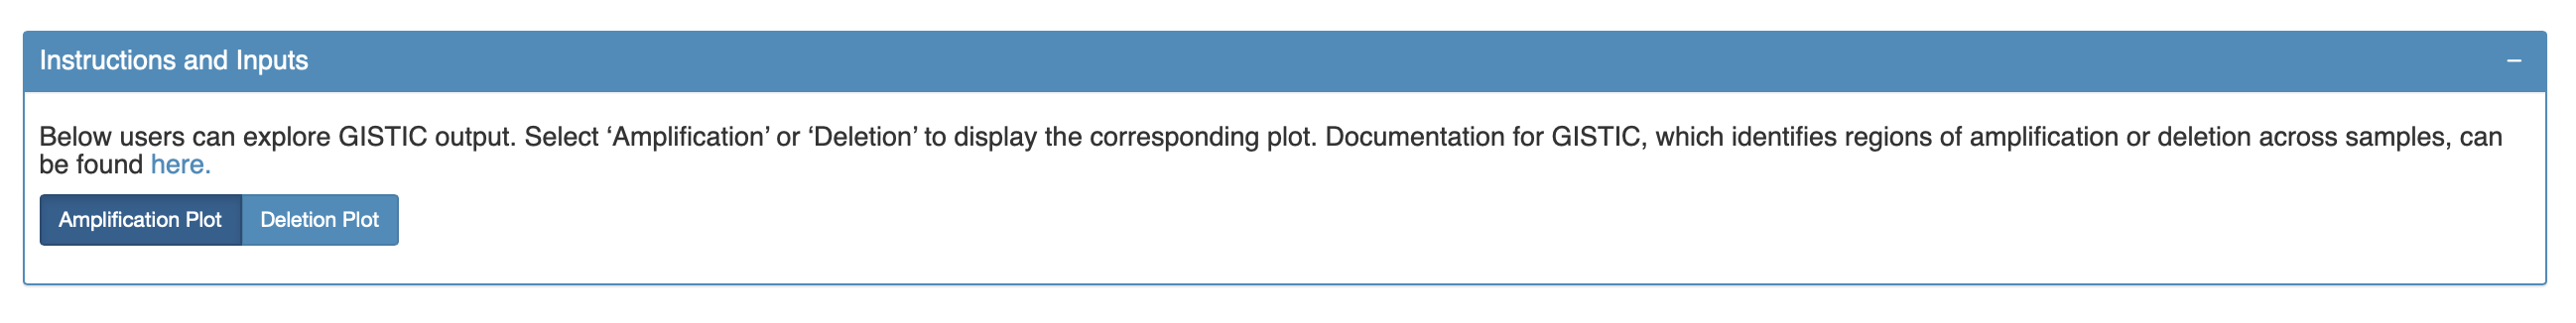 Instructions and Inputs
Below users can explore GISTIC output. Select ‘Amplification’ or ‘Deletion’ to display the corresponding plot. Documentation for GISTIC, which identifies regions of amplification or deletion across samples, can
be found here.
Amplification Plot Deletion Plot